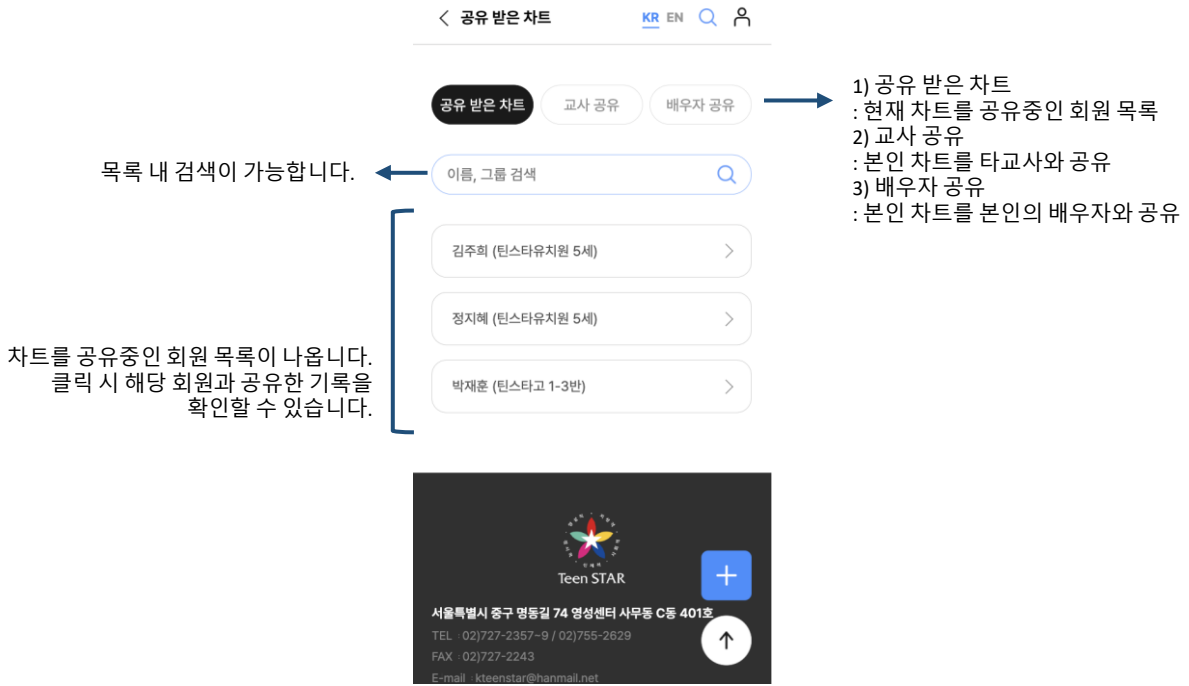 공유 받은 차트
KR EN
공유 받은 차트
교사 공유
배우자 공유
1) 공유 받은 차트
: 현재 차트를 공유중인 회원 목록
2) 교사 공유
: 본인 차트를 타교사와 공유
3) 배우자 공유
: 본인 차트를 본인의 배우자와 공유
목록 내 검색이 가능합니다.
이름, 그룹 검색
김주희 (틴스타유치원 5세)
정지혜 (틴스타유치원 5세)
박재훈 (틴스타고 1-3반)
차트를 공유중인 회원 목록이 나옵니다.
클릭 시 해당 회원과 공유한 기록을
확인할 수 있습니다.
Teen STAR
서울특별시 중구 명동길 74 영성센터 사무동 C동 401호
TEL : 02)727-2357~9 / 02)755-2629
FAX : 02)727-2243
E-mail : kteenstar@hanmail.net